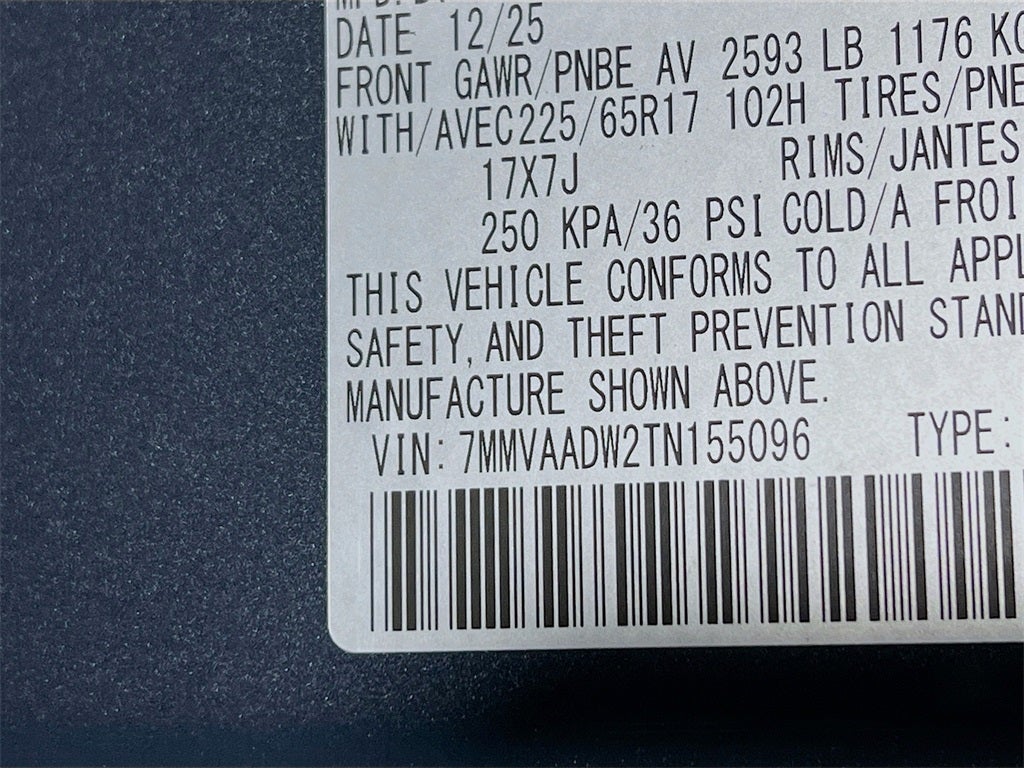 DATE 12/25
FRONT GAWR/PNBE AV 2593 LB 1176 KG
WITH/AVEC225/65R17 102H TIRES/PNE
17X7J RIMS/JANTES
250 KPA/36 PSI COLD/A FROI
THIS VEHICLE CONFORMS TO ALL APPL
SAFETY,AND THEFT PREVENTION STAND
MANUFACTURE SHOWN ABOVE.
VIN: 7MMVAADW2TN155096 TYPE: